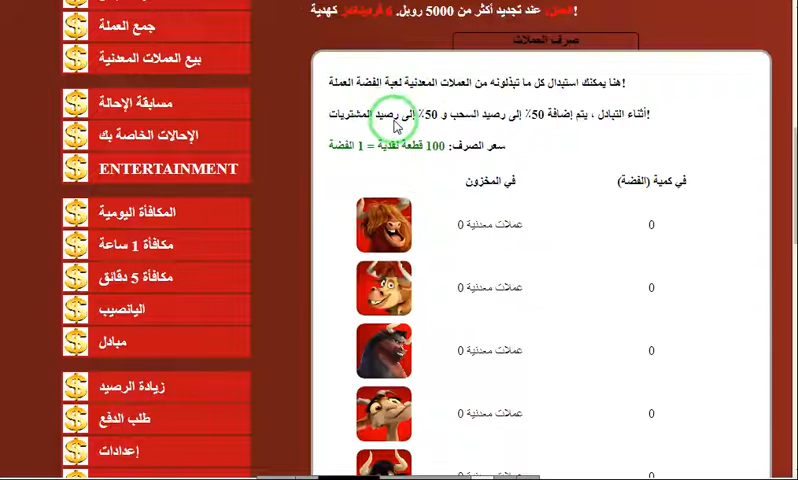 عند تجديد أكثر من 5000 روبل. 6 كهدية!
صرف العملات
جمع العملة
بيع العملات المعدنية
مسابقة الإحالة
الإحالات الخاصة بك
ENTERTAINMENT
المكافأة اليومية
مكافأة 1 ساعة
مكافأة 5 دقائق
اليانصيب
مبادل
زيادة الرصيد
طلب الدفع
إعدادات
هنا يمكنك استبدال كل ما تبذلونه من العملات المعدنية لعبة الفضة العملة!
أثناء التبادل ، يتم إضافة 50٪ إلى رصيد السحب و 50٪ إلى رصيد المشتريات!
سعر الصرف: 100 قطعة نقدية = 1 الفضة.
في المخزون
في كمية (الفضة)
عملات معدنية 0
0
عملات معدنية 0
0
عملات معدنية 0
0
عملات معدنية 0
0